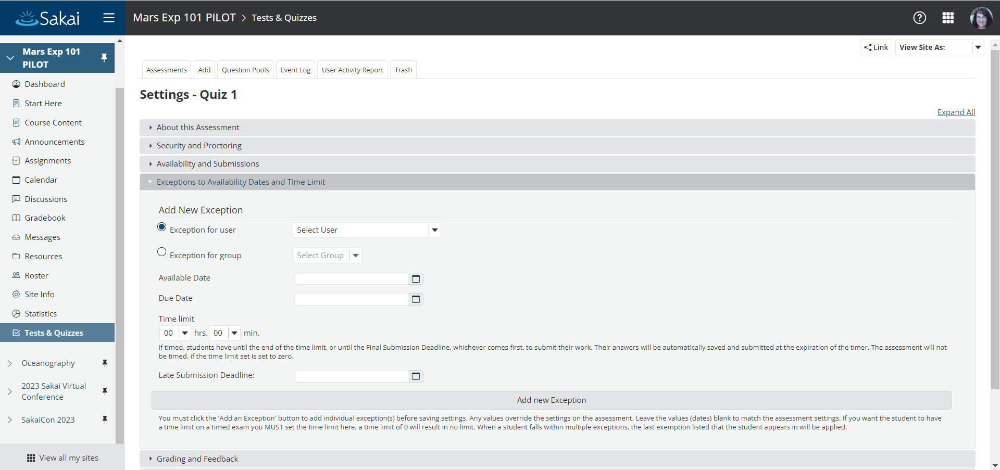 Sakai
Mars Exp 101 PILOT > Tests & Quizzes
Mars Exp 101
PILOT
Dashboard
Start Here
Course Content
Announcements
Assignments
Calendar
Discussions
Gradebook
Messages
Resources
Roster
Site Info
Statistics
Tests & Quizzes
Oceanography
2023 Sakai Virtual
Conference
SakaiCon 2023
View all my sites
Link
View Site As:
Assessments
Add
Question Pools
Event Log
User Activity Report
Trash
Settings - Quiz 1
Expand All
About this Assessment
Security and Proctoring
Availability and Submissions
Exceptions to Availability Dates and Time Limit
Add New Exception
Exception for user Select User
Exception for group Select Group
Available Date
Due Date
Time limit
00 hrs. 00 min.
If timed, students have until the end of the time limit, or until the Final Submission Deadline, whichever comes first, to submit their work. Their answers will be automatically saved and submitted at the expiration of the timer. The assessment will not
be timed, if the time limit set is set to zero.
Late Submission Deadline:
Add new Exception
You must click the 'Add an Exception' button to add individual exception(s) before saving settings. Any values override the settings on the assessment. Leave the values (dates) blank to match the assessment settings. If you want the student to have
a time limit on a timed exam you MUST set the time limit here, a time limit of 0 will result in no limit. When a student falls within multiple exceptions, the last exemption listed that the student appears in will be applied.
Grading and Feedback